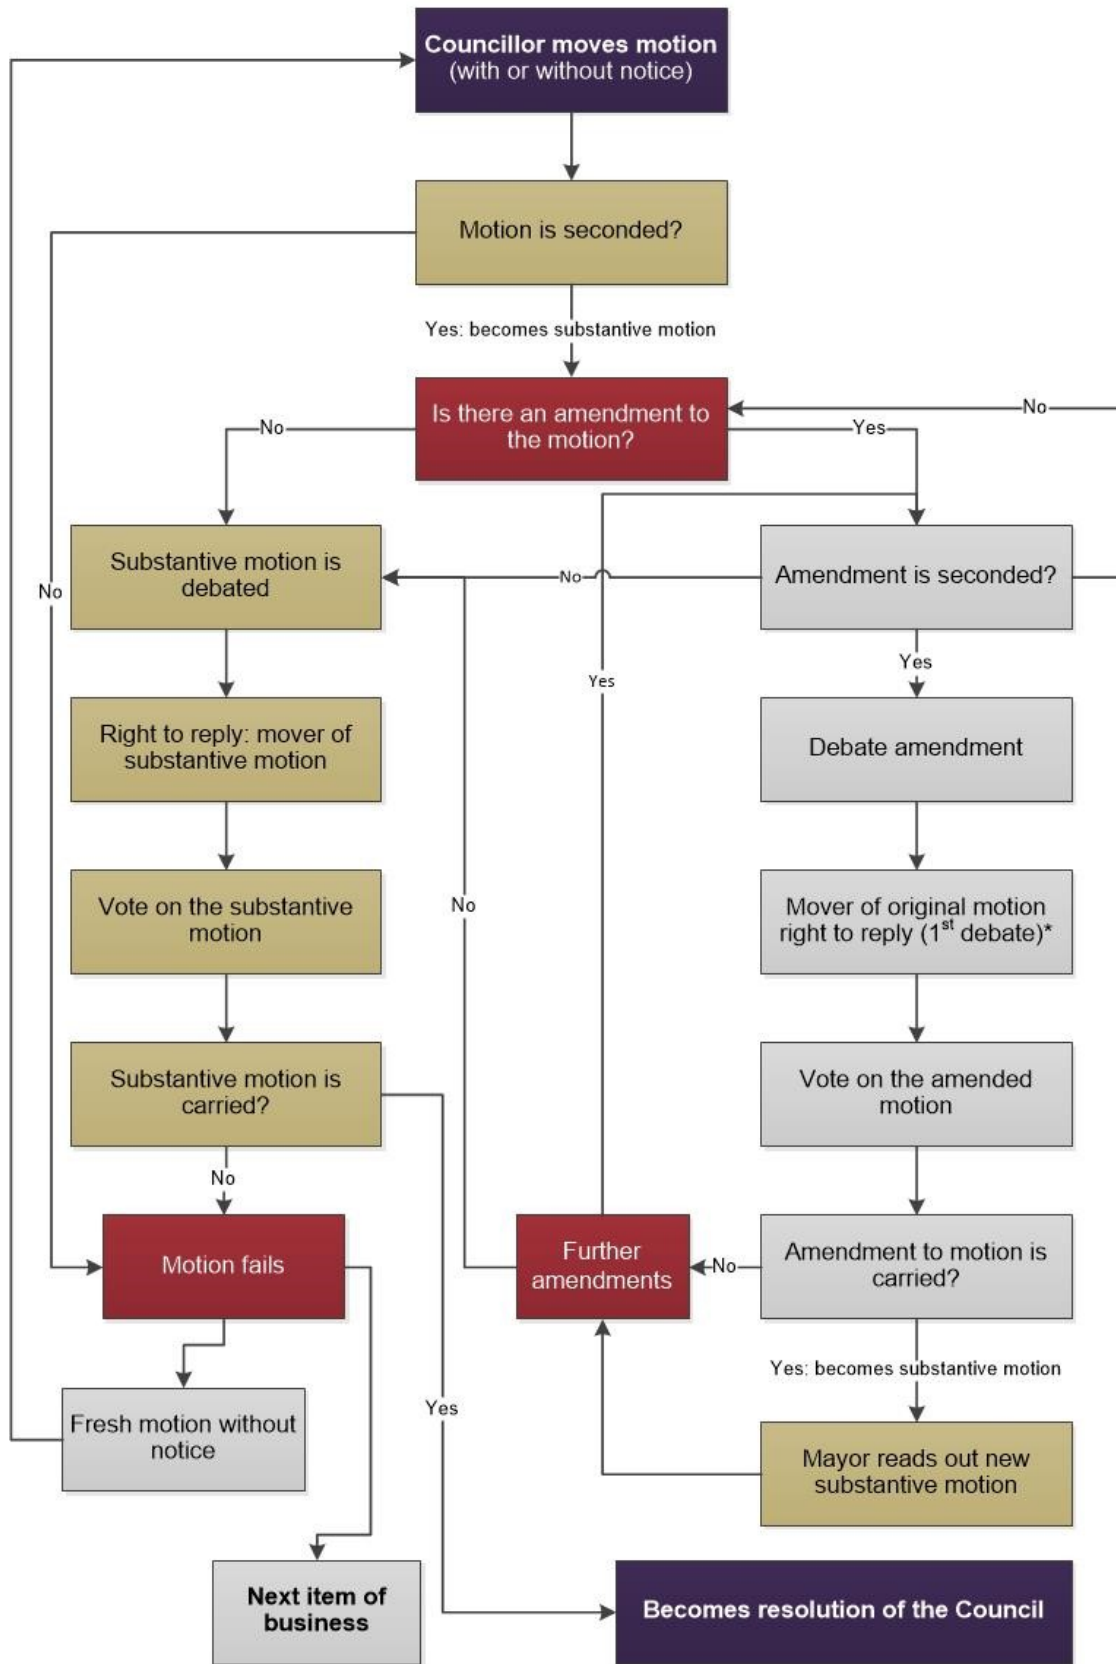 Councillor moves motion
(with or without notice)
Motion is seconded?
Yes: becomes substantive motion
Is there an amendment to
the motion?
No
No
Yes
Substantive motion is
debated
No
No
Amendment is seconded?
Yes
Yes
Right to reply: mover of
substantive motion
Debate amendment
Vote on the substantive
motion
No
Mover of original motion
right to reply (1st debate)*
Substantive motion is
carried?
Vote on the amended
motion
No
Motion fails
Further
amendments
No
Amendment to motion is
carried?
Yes: becomes substantive motion
Fresh motion without
notice
Yes
Mayor reads out new
substantive motion
Next item of
business
Becomes resolution of the Council